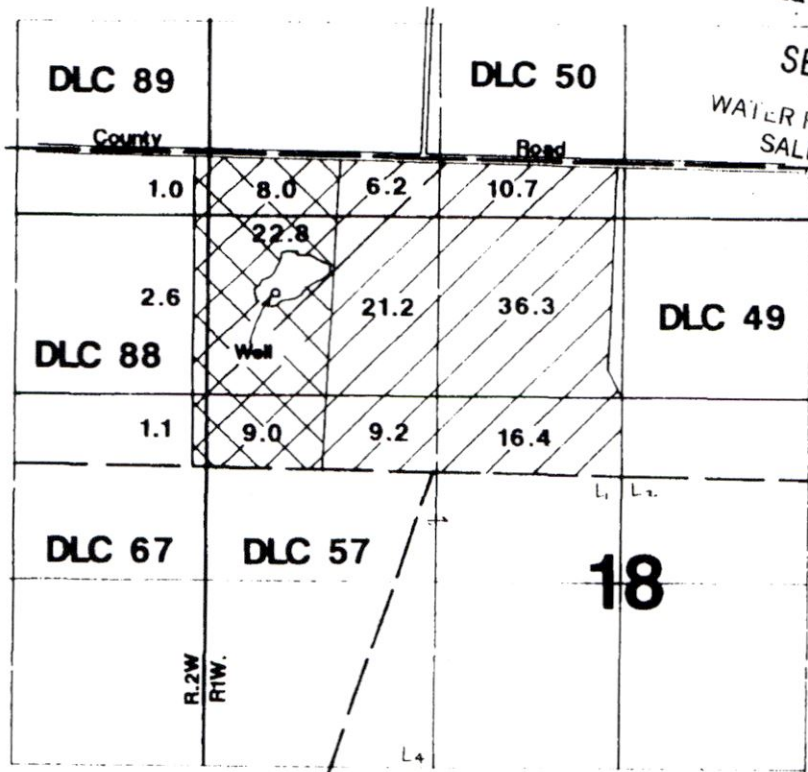 DLC 89
DLC 50
SE
WATER R
SAL
County
Road
1.0
8.0
6.2
10.7
22.8
2.6
21.2
36.3
DLC 49
Well
DLC 88
1.1
9.0
9.2
16.4
L1
L2.
DLC 67
DLC 57
18
R.2W
R1W.
L4